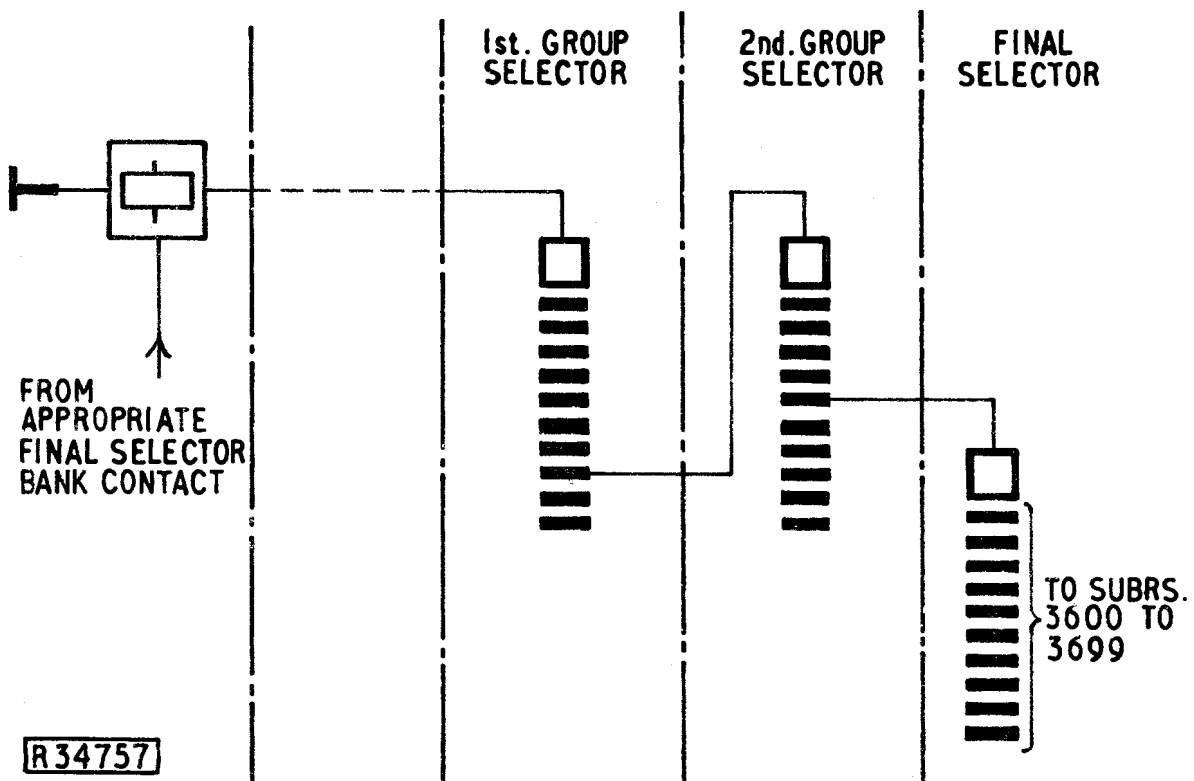 1st. GROUP
SELECTOR
2nd. GROUP
SELECTOR
FINAL
SELECTOR
FROM
APPROPRIATE
FINAL SELECTOR
BANK CONTACT
TO SUBRS.
3600 TO
3699
R34757